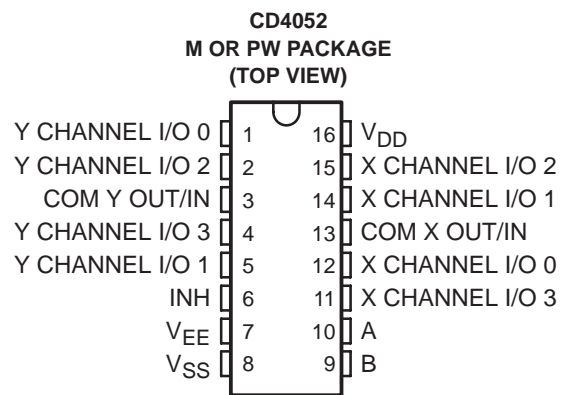 CD4052
M OR PW PACKAGE
(TOP VIEW)
Y CHANNEL I/O 0 1 16 VDD
Y CHANNEL I/O 2 2 15 X CHANNEL I/O 2
COM Y OUT/IN 3 14 X CHANNEL I/O 1
Y CHANNEL I/O 3 4 13 COM X OUT/IN
Y CHANNEL I/O 1 5 12 X CHANNEL I/O 0
INH 6 11 X CHANNEL I/O 3
VEE 7 10 A
VSS 8 9 B